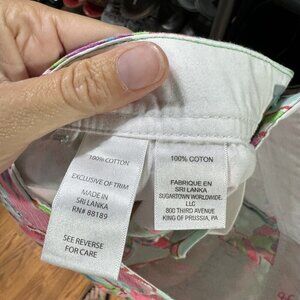 100% COTTON
EXCLUSIVE OF TRIM
MADE IN
SRI LANKA
RN# 88189
SEE REVERSE
FOR CARE
100% COTON
FABRIQUE EN
SRI LANKA
SUGARTOWN WORLDWIDE,
LLC
800 THIRD AVENUE
KING OF PRUSSIA, PA